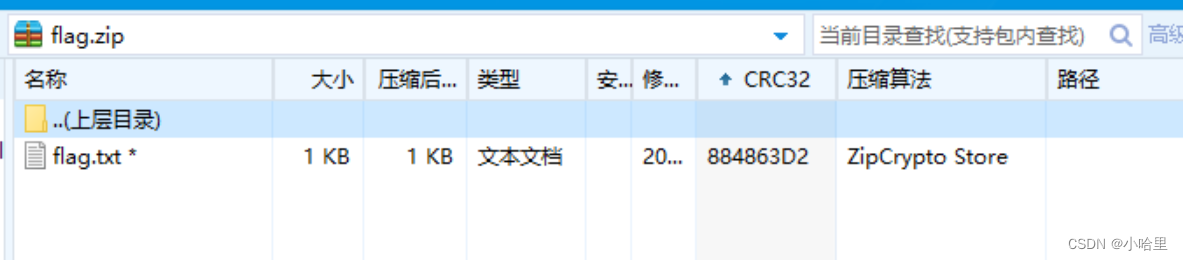 flag.zip 当前目录查找(支持包内查找) 高级
名称 大小 压缩后... 类型 安... 修... CRC32 压缩算法 路径
..(上层目录)
flag.txt * 1 KB 1 KB 文本文档 20... 884863D2 ZipCrypto Store
CSDN @小哈里